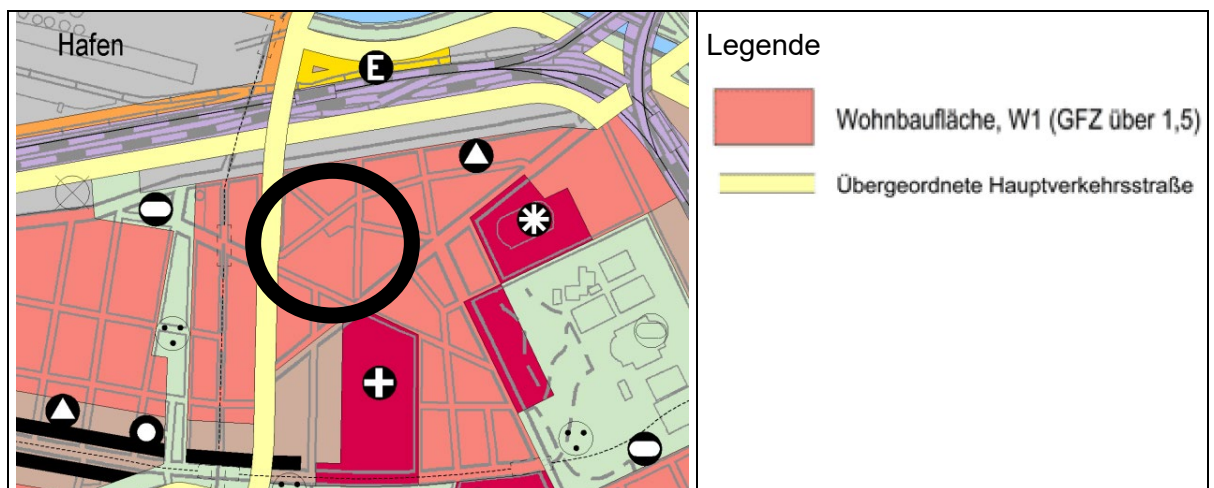 Hafen
E
Legende
Wohnbaufläche, W1 (GFZ über 1,5)
Übergeordnete Hauptverkehrsstraße